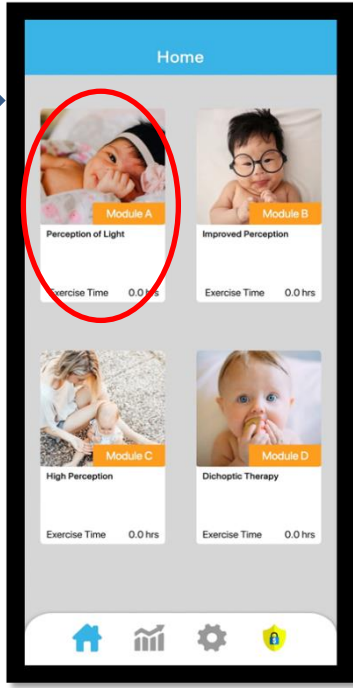 Home
Module A
Perception of Light
Exercise Time 0.0 hrs
Module B
Improved Perception
Exercise Time 0.0 hrs
Module C
High Perception
Exercise Time 0.0 hrs
Module D
Dichoptic Therapy
Exercise Time 0.0 hrs